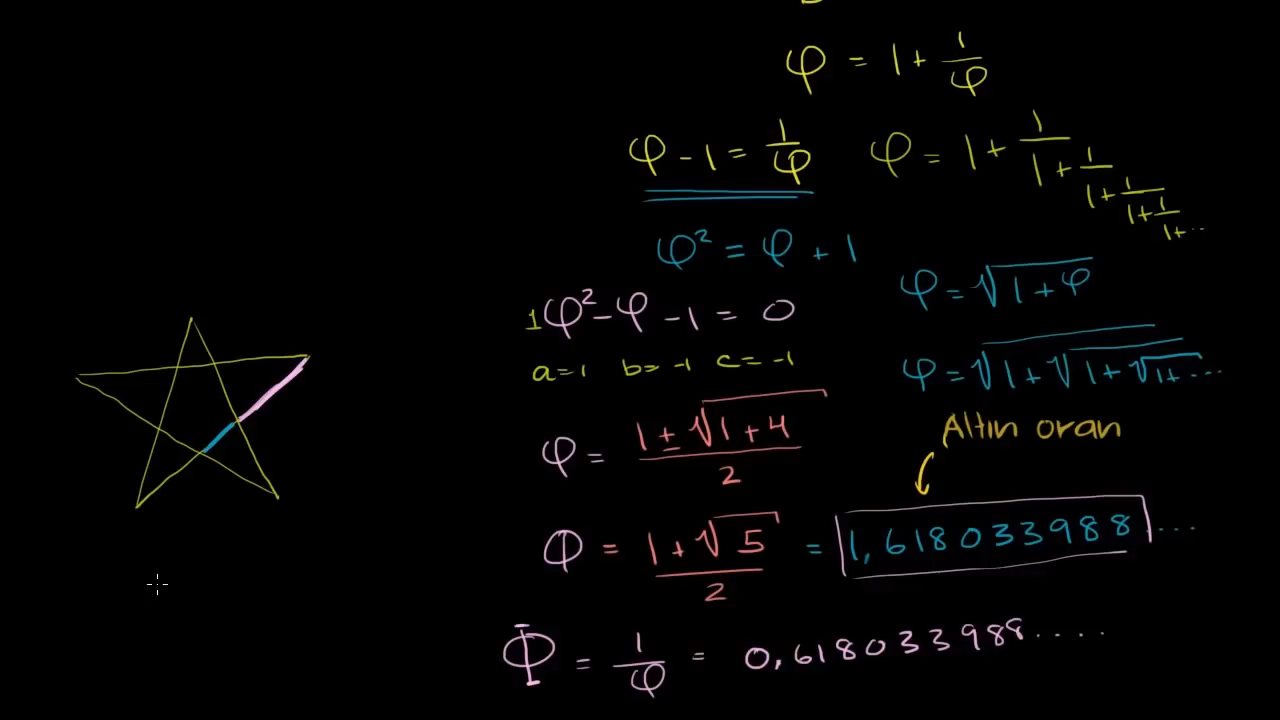 φ = 1 + 1/φ
φ - 1 = 1/φ
φ = 1 + 1/(1 + 1/(1 + 1/(1 + 1/(1 + ...
φ² = φ + 1
φ = √(1 + φ)
1φ² - φ - 1 = 0
a = 1 b = -1 c = -1
φ = √(1 + √(1 + √(1 + ...
φ = (1 ± √(1 + 4))/2
Altın oran
φ = (1 + √5)/2 = 1,618033988...
Φ = 1/φ = 0,618033988....